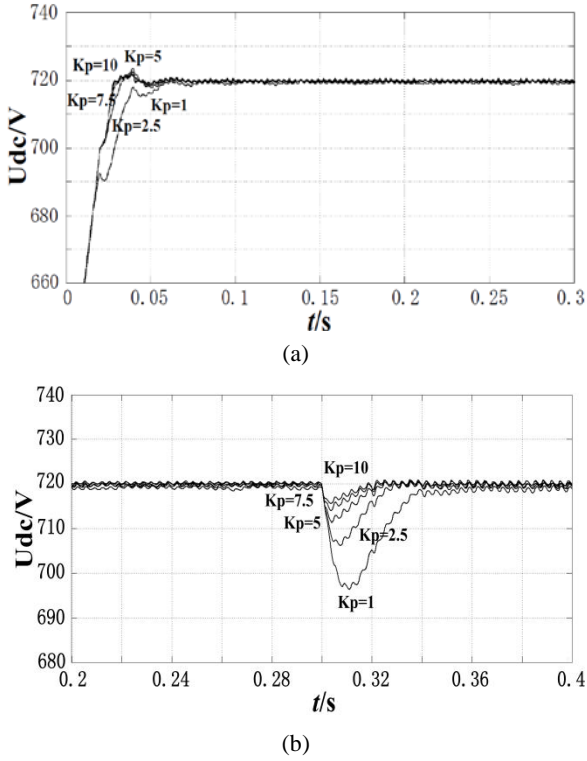 740
730
Kp=10
Kp=5
720
Kp=7.5
Kp=1
Kp=2.5
Udc/V
700
680
660
0
0.05
0.1
0.15
0.2
0.25
0.3
t/s
(a)
740
730
Kp=10
720
Kp=7.5
710
Kp=5
Kp=2.5
Udc/V
700
Kp=1
690
680
0.2
0.24
0.28
0.32
0.36
0.4
t/s
(b)